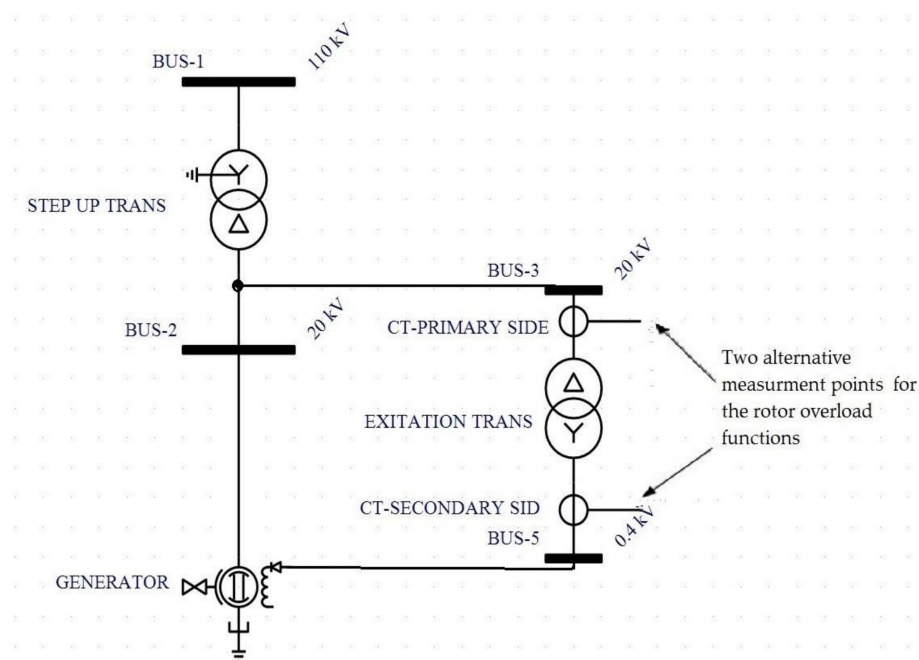 BUS-1
110 kV
STEP UP TRANS
BUS-3
20 kV
BUS-2
20 kV
CT-PRIMARY SIDE
Two alternative
measurment points for
the rotor overload
functions
EXITATION TRANS
CT-SECONDARY SID
0.4 kV
BUS-5
GENERATOR